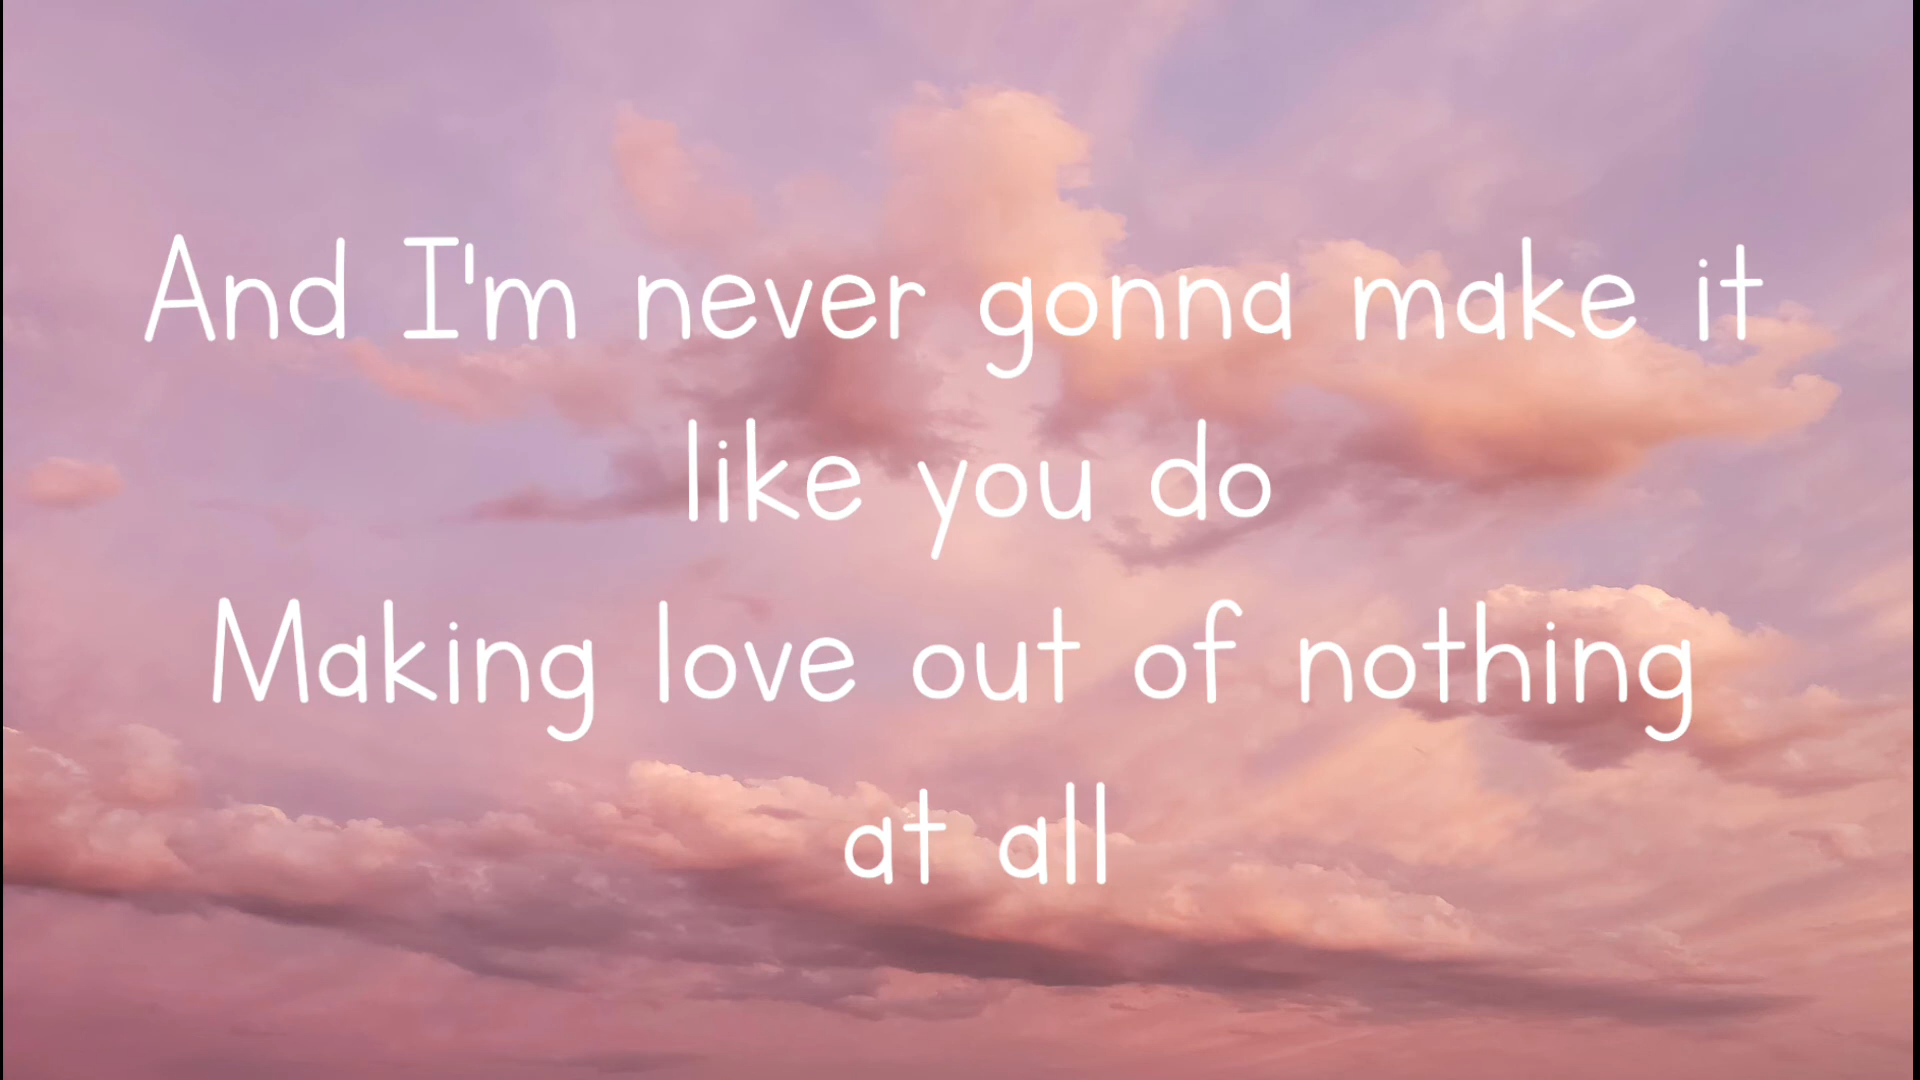 And I'm never gonna make it
like you do
Making love out of nothing
at all